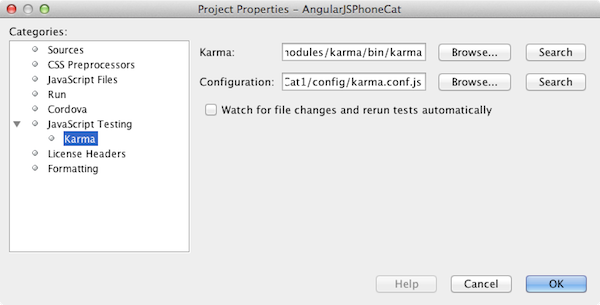 Project Properties – AngularJSPhoneCat
Categories:
Sources
CSS Preprocessors
JavaScript Files
Run
Cordova
JavaScript Testing
Karma
License Headers
Formatting
Karma: nodules/karma/bin/karma Browse... Search
Configuration: Cat1/config/karma.conf.js Browse... Search
Watch for file changes and rerun tests automatically
Help Cancel OK